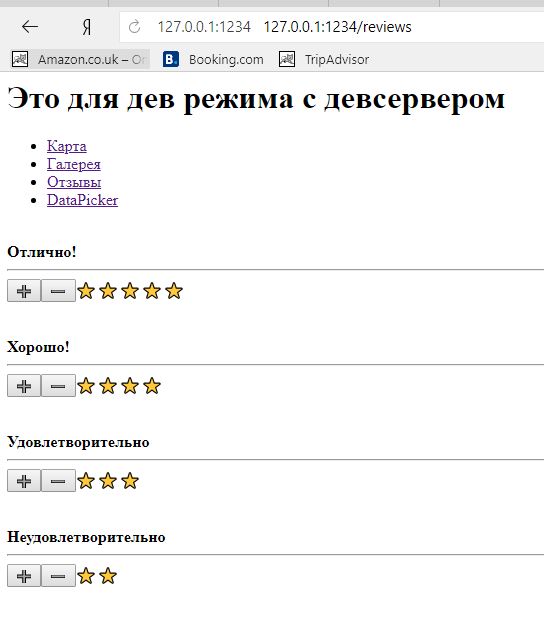 Я 127.0.0.1:1234 127.0.0.1:1234/reviews
Amazon.co.uk – Or B. Booking.com TripAdvisor
Это для дев режима с девсервером
Карта
Галерея
Отзывы
DataPicker
Отлично!
Хорошо!
Удовлетворительно
Неудовлетворительно